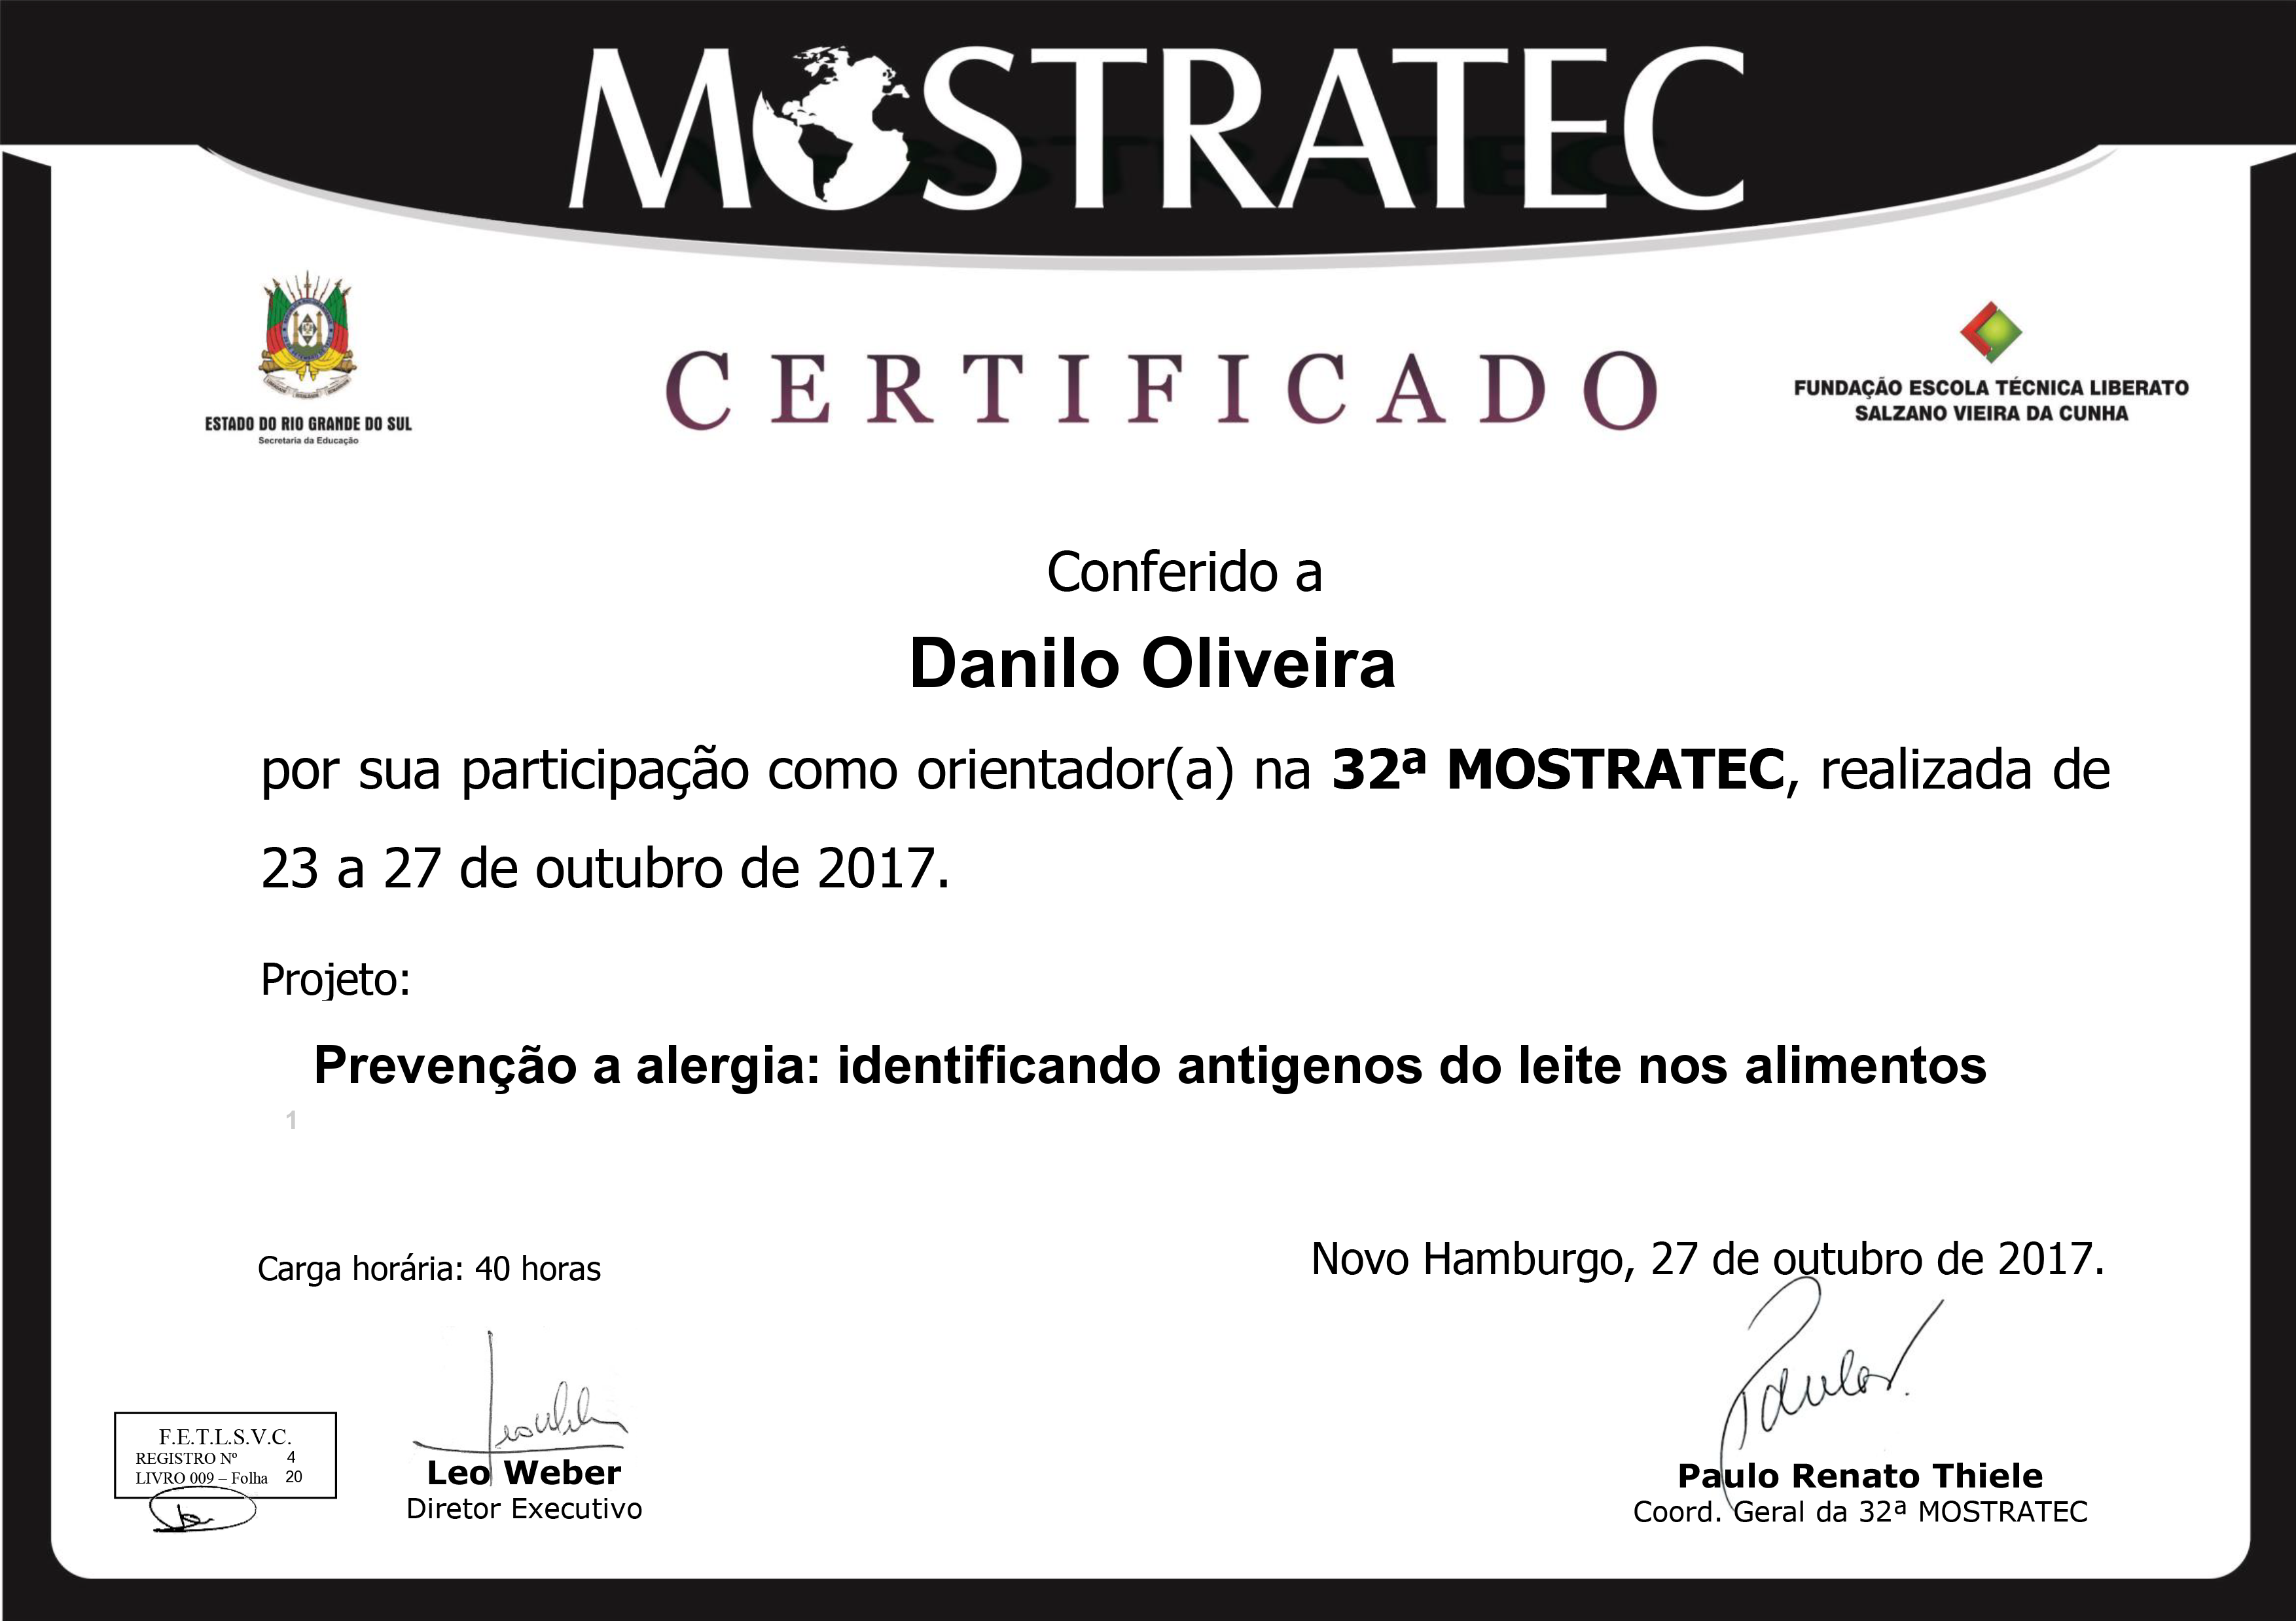 MOSTRATEC
ESTADO DO RIO GRANDE DO SUL
Secretaria da Educação
CERTIFICADO
FUNDAÇÃO ESCOLA TÉCNICA LIBERATO
SALZANO VIEIRA DA CUNHA
Conferido a
Danilo Oliveira
por sua participação como orientador(a) na 32ª MOSTRATEC, realizada de
23 a 27 de outubro de 2017.
Projeto:
Prevenção a alergia: identificando antigenos do leite nos alimentos
1
Carga horária: 40 horas
Novo Hamburgo, 27 de outubro de 2017.
F.E.T.L.S.V.C.
REGISTRO Nº 4
LIVRO 009 – Folha 20
Leo Weber
Diretor Executivo
Paulo Renato Thiele
Coord. Geral da 32ª MOSTRATEC